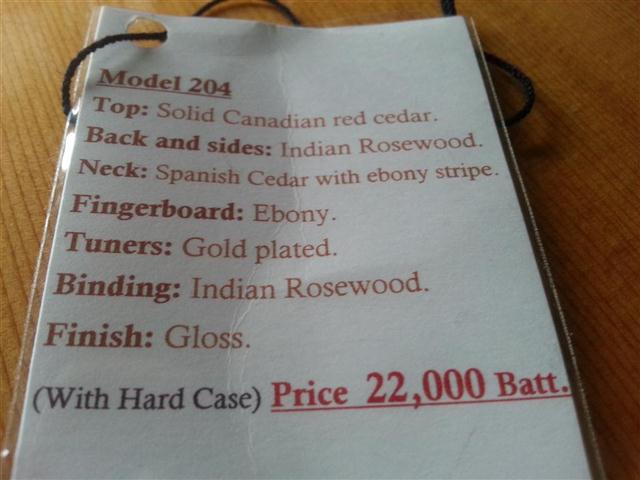 Model 204
Top: Solid Canadian red cedar.
Back and sides: Indian Rosewood.
Neck: Spanish Cedar with ebony stripe.
Fingerboard: Ebony.
Tuners: Gold plated.
Binding: Indian Rosewood.
Finish: Gloss.
(With Hard Case) Price 22,000 Batt.